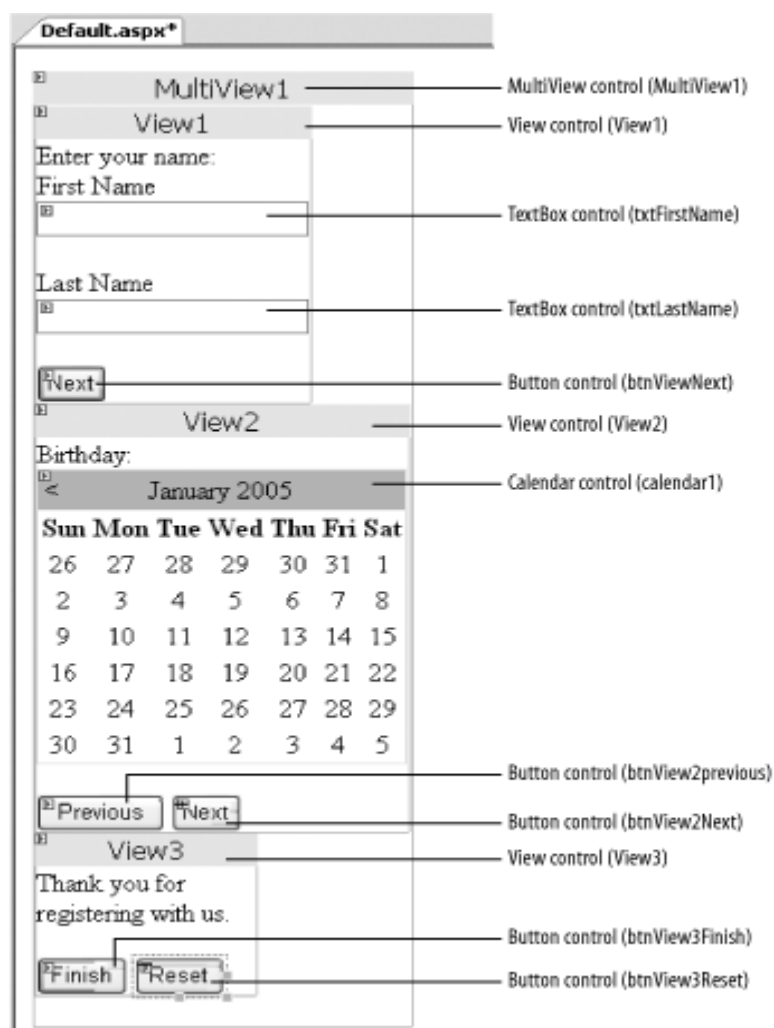 Default.aspx*
MultiView1
MultiView control (MultiView1)
View1
View control (View1)
Enter your name:
First Name
TextBox control (txtFirstName)
Last Name
TextBox control (txtLastName)
Next
Button control (btnViewNext)
View2
View control (View2)
Birthday:
< January 2005
Calendar control (calendar1)
Sun Mon Tue Wed Thu Fri Sat
26 27 28 29 30 31 1
2 3 4 5 6 7 8
9 10 11 12 13 14 15
16 17 18 19 20 21 22
23 24 25 26 27 28 29
30 31 1 2 3 4 5
Button control (btnView2previous)
Previous Next
Button control (btnView2Next)
View3
View control (View3)
Thank you for
registering with us.
Button control (btnView3Finish)
Finish Reset
Button control (btnView3Reset)